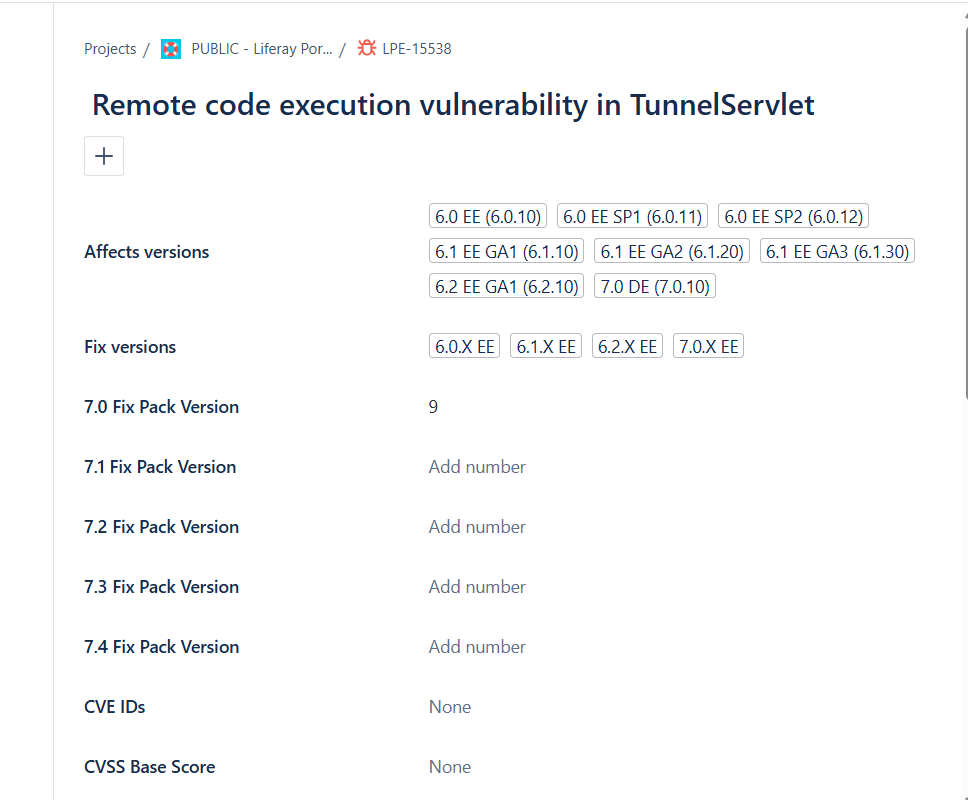 Projects / PUBLIC - Liferay Por... / LPE-15538
Remote code execution vulnerability in TunnelServlet
Affects versions
6.0 EE (6.0.10) 6.0 EE SP1 (6.0.11) 6.0 EE SP2 (6.0.12)
6.1 EE GA1 (6.1.10) 6.1 EE GA2 (6.1.20) 6.1 EE GA3 (6.1.30)
6.2 EE GA1 (6.2.10) 7.0 DE (7.0.10)
Fix versions 6.0.X EE 6.1.X EE 6.2.X EE 7.0.X EE
7.0 Fix Pack Version 9
7.1 Fix Pack Version Add number
7.2 Fix Pack Version Add number
7.3 Fix Pack Version Add number
7.4 Fix Pack Version Add number
CVE IDs None
CVSS Base Score None